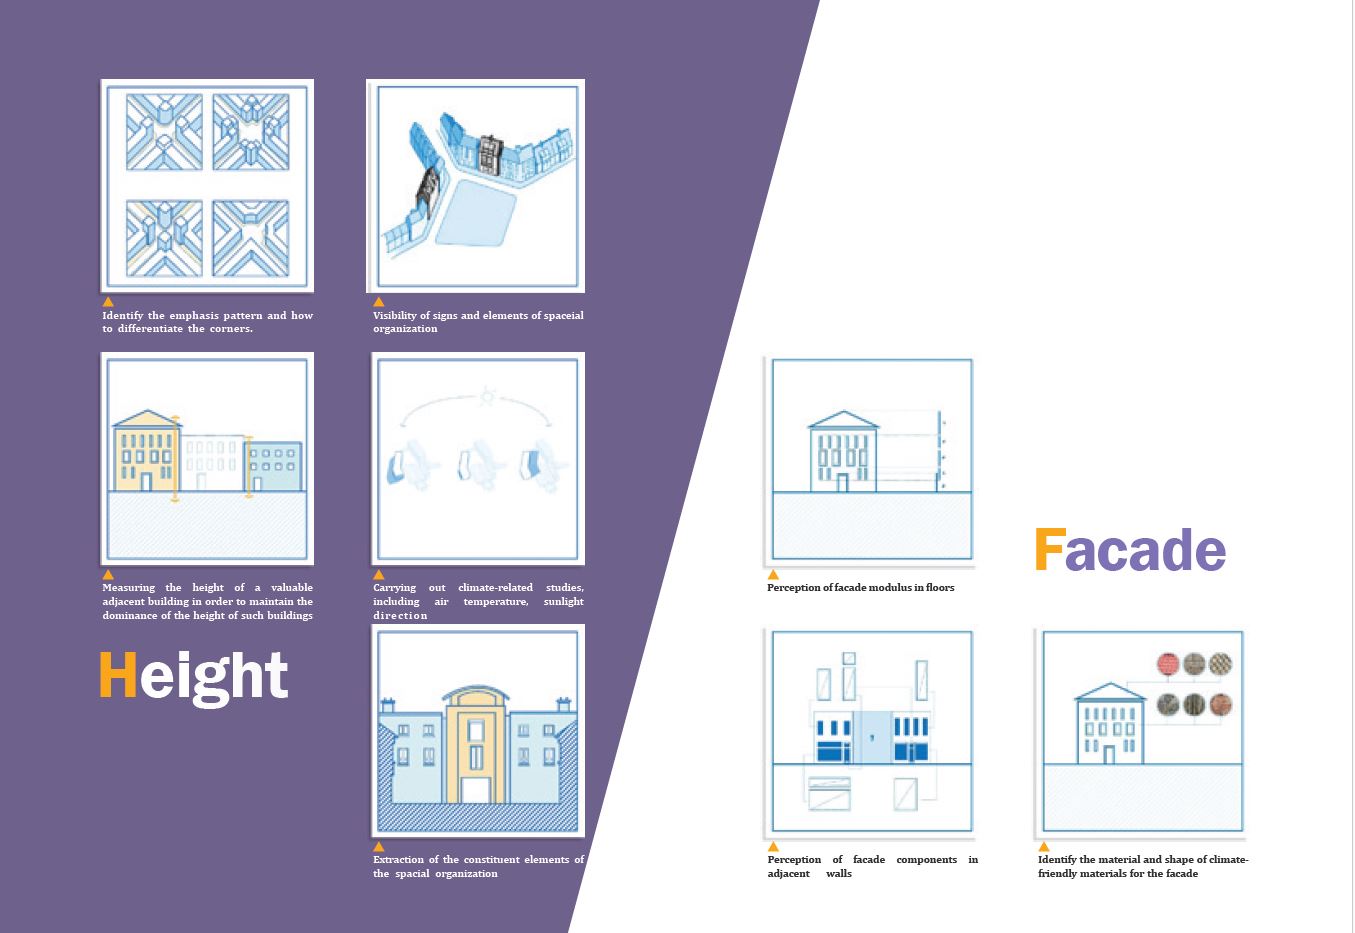 Identify the emphasis pattern and how
to differentiate the corners.
Visibility of signs and elements of spaceial
organization
Measuring the height of a valuable
adjacent building in order to maintain the
dominance of the height of such buildings
Carrying out climate-related studies,
including air temperature, sunlight
direction
Height
Extraction of the constituent elements of
the spacial organization
Perception of facade modulus in floors
Facade
Perception of facade components in
adjacent walls
Identify the material and shape of climate-
friendly materials for the facade